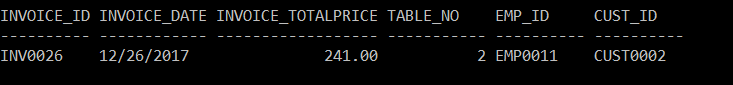 INVOICE_ID INVOICE_DATE INVOICE_TOTALPRICE TABLE_NO    EMP_ID     CUST_ID
---------- ------------ ------------------ ----------- ---------- ----------
INV0026    12/26/2017               241.00           2 EMP0011    CUST0002